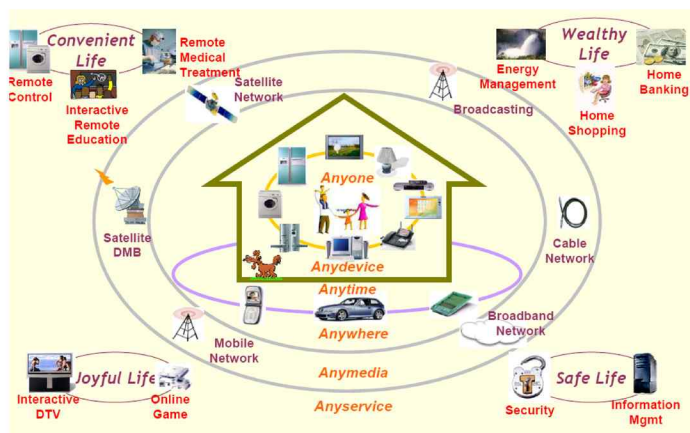 Convenient
Life
Remote
Control
Interactive
Remote
Education
Remote
Medical
Treatment
Satellite
Network
Broadcasting
Wealthy
Life
Energy
Management
Home
Shopping
Home
Banking
Anyone
Satellite
DMB
Cable
Network
Anydevice
Anytime
Anywhere
Mobile
Network
Broadband
Network
Anymedia
Anyservice
Joyful Life
Interactive
DTV
Online
Game
Safe Life
Security
Information
Mgmt